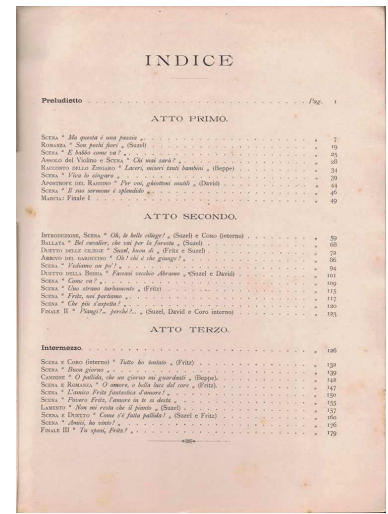 INDICE
Preludietto Pag. 1
ATTO PRIMO.
SCENA " Ma questa è una pazzia „ 7
ROMANZA " Son pochi fiori „ (Suzel) 19
SCENA " E babbo come va? „ 25
ASSOLO del Violino e SCENA " Chi mai sarà? „ 28
RACCONTO DELLO ZINGARO " Laceri, miseri tanti bambini „ (Beppe) 34
SCENA " Viva lo zingaro „ 39
APOSTROFE DEL RABBINO " Per voi, ghiottoni inutili „ (David) 44
SCENA " Il suo sermone è splendido „ 46
MARCIA: Finale I 49
ATTO SECONDO.
INTRODUZIONE, SCENA " Oh, le belle ciliege! „ (Suzel) e Coro (interno) 59
BALLATA " Bel cavalier, che vai per la foresta „ (Suzel) 68
DUETTO DELLE CILIEGE " Suzel, buon dì „ (Fritz e Suzel) 72
ARRIVO DEL BAROCCINO " Oh! chi è che giunge? „ 86
SCENA " Vediamo un po'! „ 94
DUETTO DELLA BIBBIA " Faceasi vecchio Abramo „ (Suzel e David) 101
SCENA " Come va? „ 109
SCENA " Uno strano turbamento „ (Fritz) 115
SCENA " Fritz, noi partiamo „ 117
SCENA " Che più s'aspetta? „ 120
FINALE II " Piangi?... perchè?... „ (Suzel, David e Coro interno) 123
ATTO TERZO.
Intermezzo. 126
SCENA E CORO (interno) " Tutto ho tentato „ (Fritz) 132
SCENA " Buon giorno „ 139
CANZONE " O pallida, che un giorno mi guardasti „ (Beppe). 142
SCENA E ROMANZA " O amore, o bella luce del core „ (Fritz). 147
SCENA " L'amico Fritz fantastica d'amore! „ 150
SCENA " Povero Fritz, l'amore in te si desta „ 155
LAMENTO " Non mi resta che il pianto „ (Suzel) 157
SCENA E DUETTO " Come s'è fatta pallida! „ (Suzel e Fritz) 160
SCENA " Amici, ho vinto! „ 176
FINALE III " Tu sposi, Fritz? „ 179